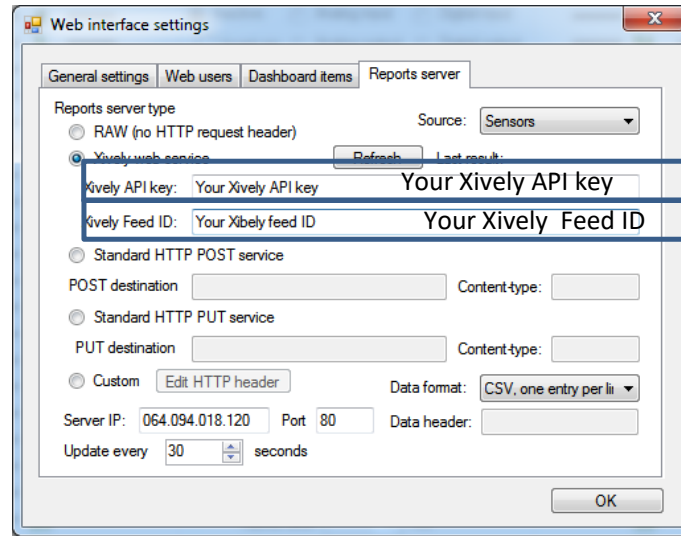 Web interface settings
General settings Web users Dashboard items Reports server
Reports server type
Source: Sensors
RAW (no HTTP request header)
Xively web service Refresh Last result:
Xively API key: Your Xively API key Your Xively API key
Xively Feed ID: Your Xibely feed ID Your Xively Feed ID
Standard HTTP POST service
POST destination Content-type:
Standard HTTP PUT service
PUT destination Content-type:
Custom Edit HTTP header Data format: CSV, one entry per li
Server IP: 064.094.018.120 Port 80 Data header:
Update every 30 seconds
OK